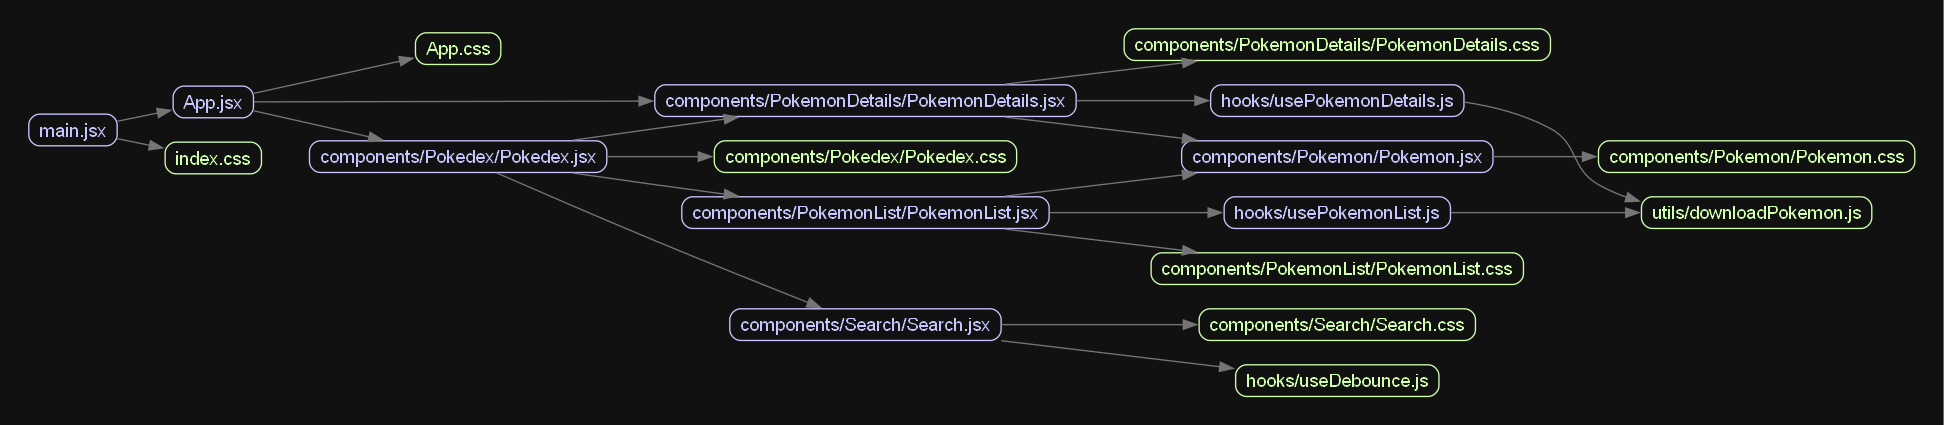 main.jsx
App.jsx
index.css
App.css
components/Pokedex/Pokedex.jsx
components/PokemonDetails/PokemonDetails.jsx
components/Pokedex/Pokedex.css
components/PokemonList/PokemonList.jsx
components/Search/Search.jsx
components/PokemonDetails/PokemonDetails.css
hooks/usePokemonDetails.js
components/Pokemon/Pokemon.jsx
hooks/usePokemonList.js
components/PokemonList/PokemonList.css
components/Search/Search.css
hooks/useDebounce.js
components/Pokemon/Pokemon.css
utils/downloadPokemon.js